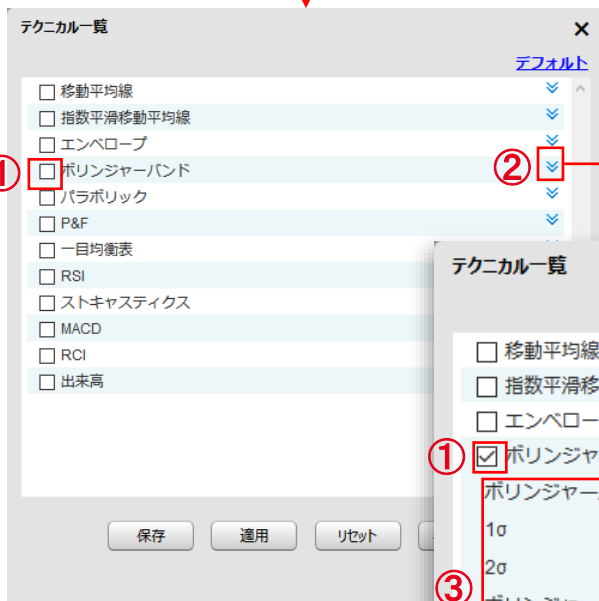 テクニカル一覧
デフォルト
移動平均線
指数平滑移動平均線
エンベロープ
① ボリンジャーバンド ②
パラボリック
P&F
一目均衡表
RSI
ストキャスティクス
MACD
RCI
出来高
保存 適用 リセット
テクニカル一覧
移動平均線
指数平滑移
エンベロー
① ボリンジャ
ボリンジャー
1σ
2σ
③